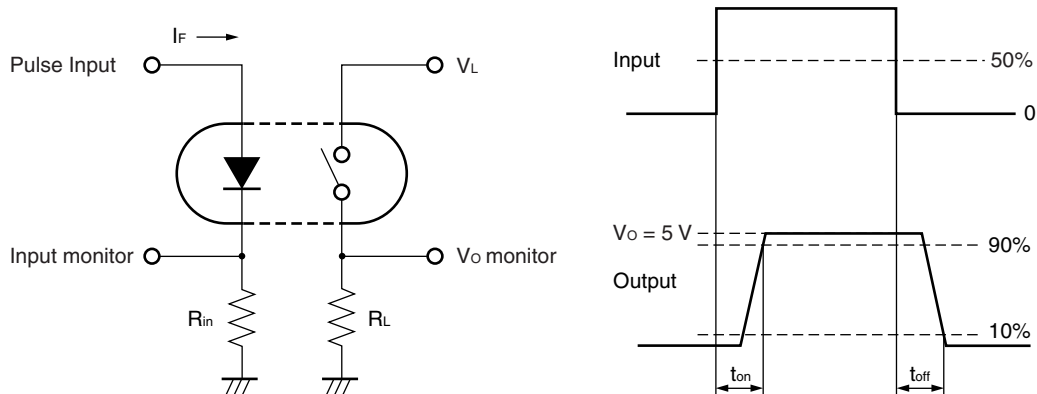 IF
Pulse Input
VL
Input monitor
VO monitor
Rin
RL
Input
50%
0
VO = 5 V
90%
Output
10%
ton
toff